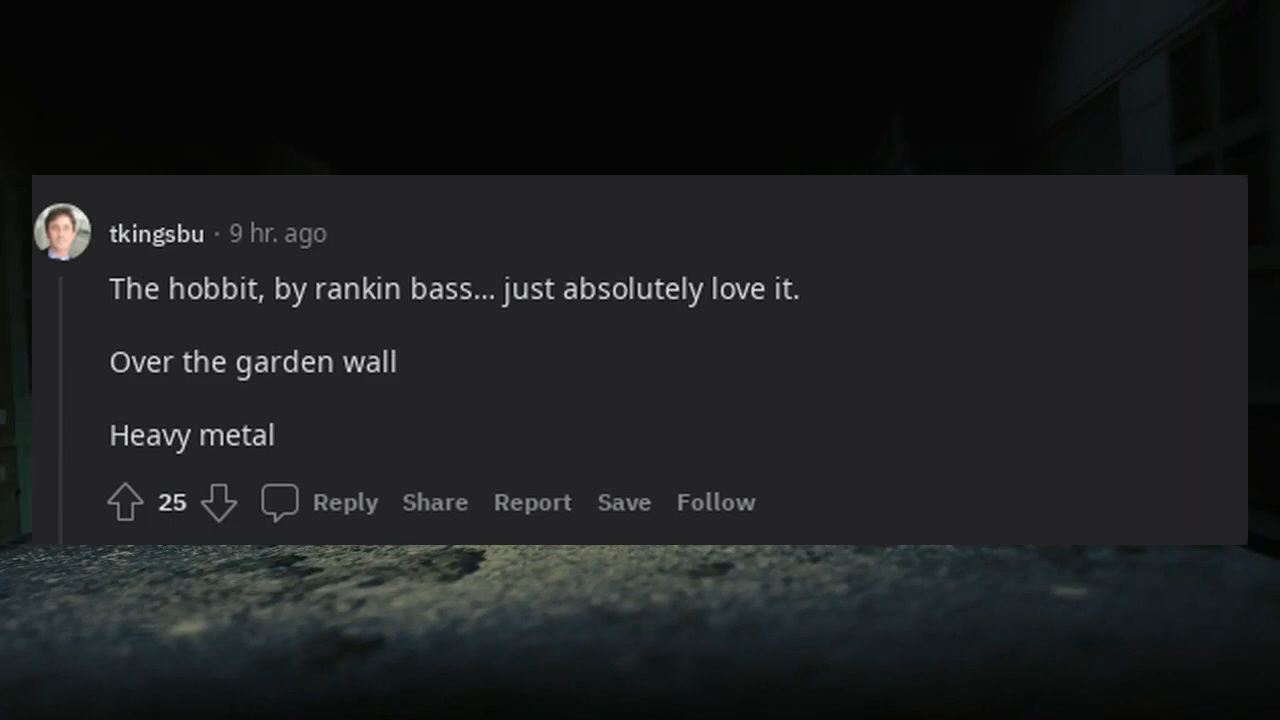 tkingsbu · 9 hr. ago
The hobbit, by rankin bass... just absolutely love it.
Over the garden wall
Heavy metal
25 Reply Share Report Save Follow